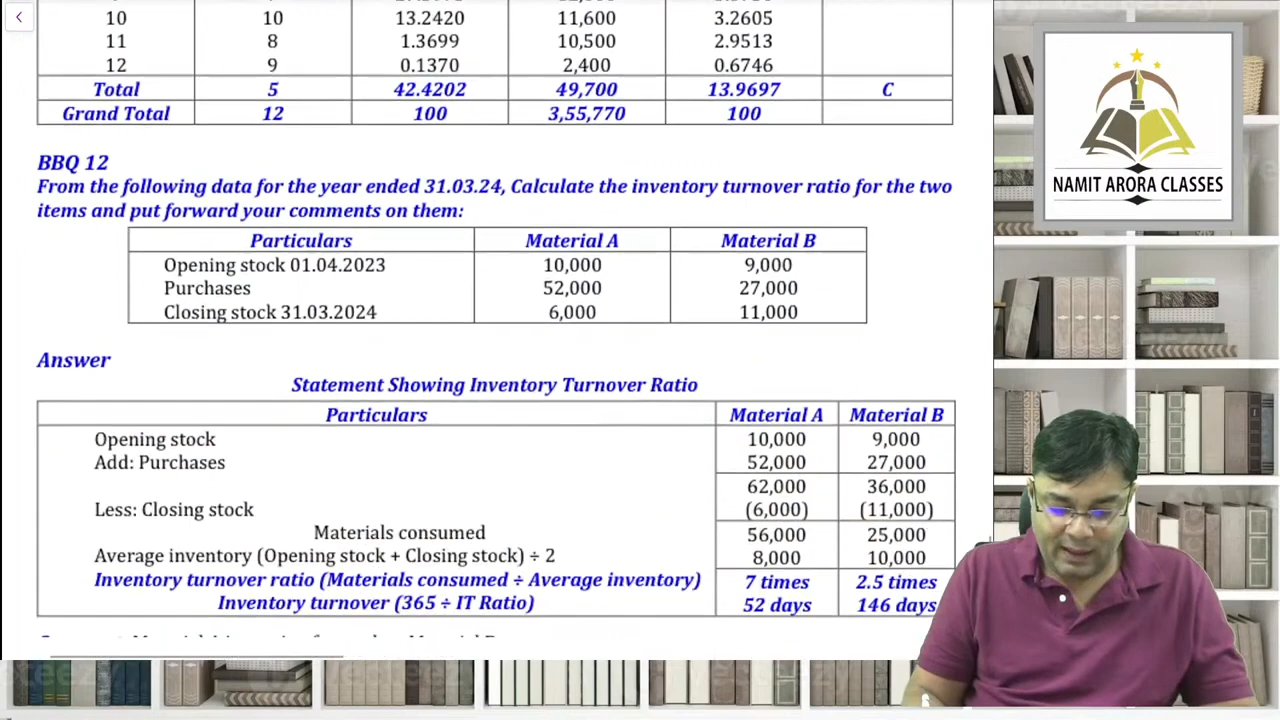 10 10 13.2420 11,600 3.2605
11 8 1.3699 10,500 2.9513
12 9 0.1370 2,400 0.6746
Total 5 42.4202 49,700 13.9697 C
Grand Total 12 100 3,55,770 100
BBQ 12
From the following data for the year ended 31.03.24, Calculate the inventory turnover ratio for the two
items and put forward your comments on them:
Particulars Material A Material B
Opening stock 01.04.2023 10,000 9,000
Purchases 52,000 27,000
Closing stock 31.03.2024 6,000 11,000
Answer
Statement Showing Inventory Turnover Ratio
Particulars Material A Material B
Opening stock 10,000 9,000
Add: Purchases 52,000 27,000
62,000 36,000
Less: Closing stock (6,000) (11,000)
Materials consumed 56,000 25,000
Average inventory (Opening stock + Closing stock) ÷ 2 8,000 10,000
Inventory turnover ratio (Materials consumed ÷ Average inventory) 7 times 2.5 times
Inventory turnover (365 ÷ IT Ratio) 52 days 146 days
NAMIT ARORA CLASSES